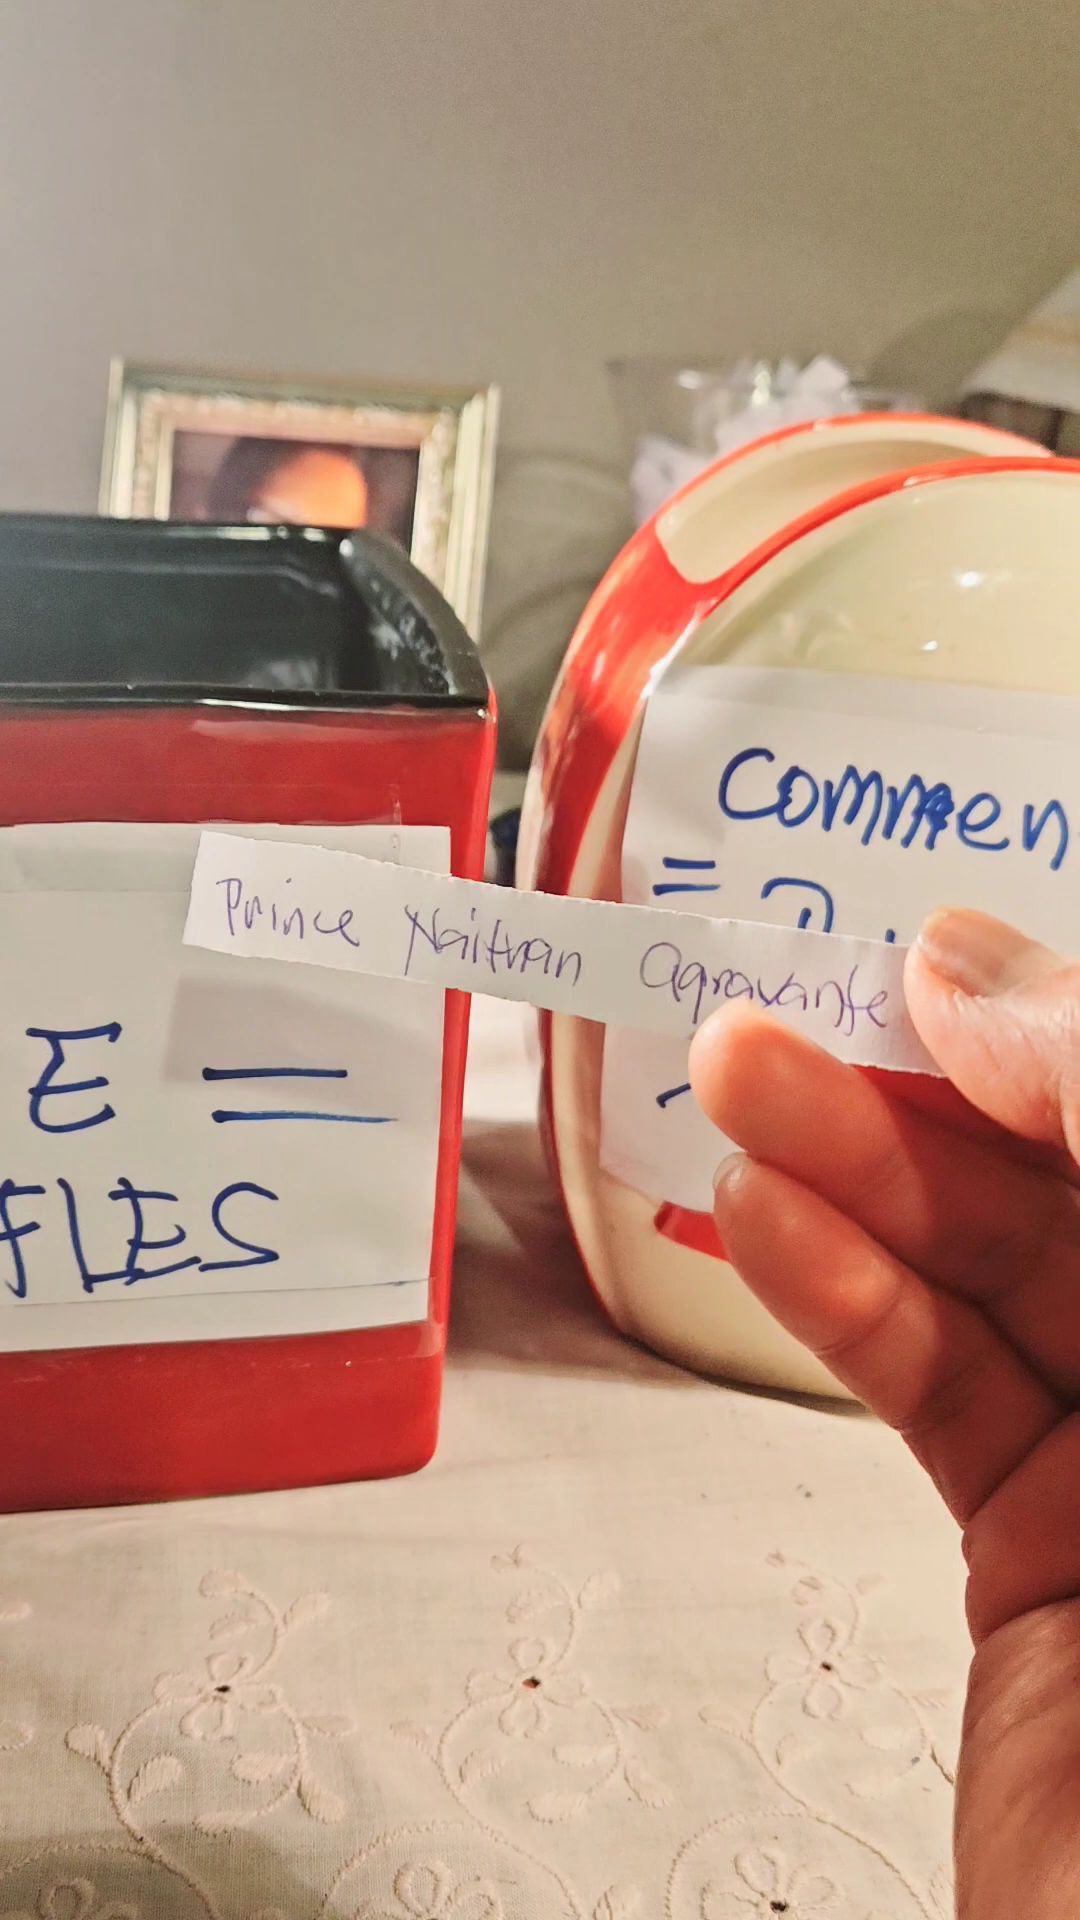 Commen
=
Prince Naithan Agravante
E =
FLES